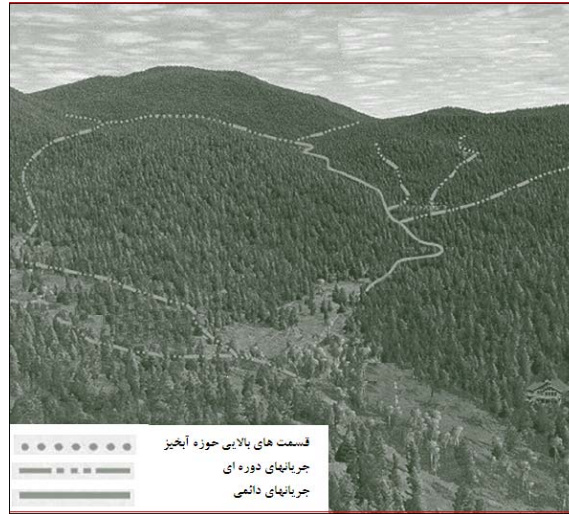 قسمت های بالایی حوزه آبخیز
جریانهای دوره ای
جریانهای دائمی